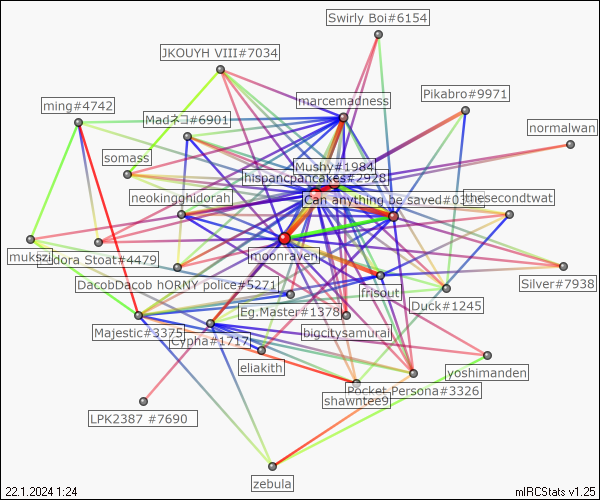 Swirly Boi#6154
JKOUYH VIII#7034
Pikabro#9971
marcemadness
ming#4742
Madネコ#6901
normalwan
somass
Mushy#1984
hispancpancakes#2928
neokingghidorah
Can anything be saved#03
thesecondtwat
mukszi
dora Stoat#4479
moonraven
DacobDacob hORNY police#5271
frisout
Silver#7938
Duck#1245
Eg.Master#1378
Majestic#3375
bigcitysamurai
Cypha#1717
eliakith
yoshimanden
Pocket Persona#3326
shawntee9
LPK2387 #7690
zebula
22.1.2024 1:24
mIRCStats v1.25